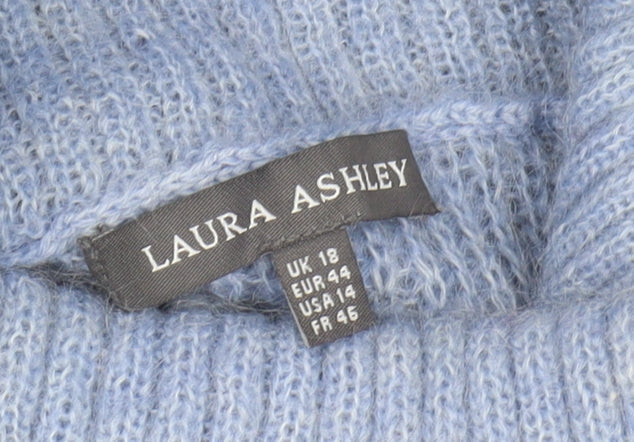 LAURA ASHLEY
UK 18
EUR 44
USA 14
FR 46